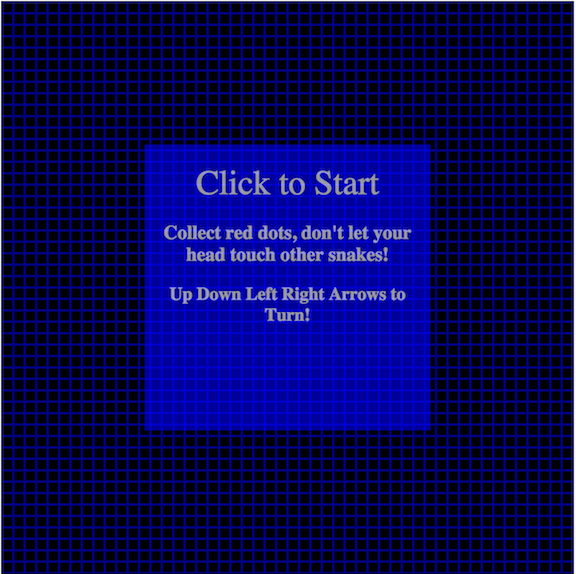 Click to Start
Collect red dots, don't let your
head touch other snakes!
Up Down Left Right Arrows to
Turn!